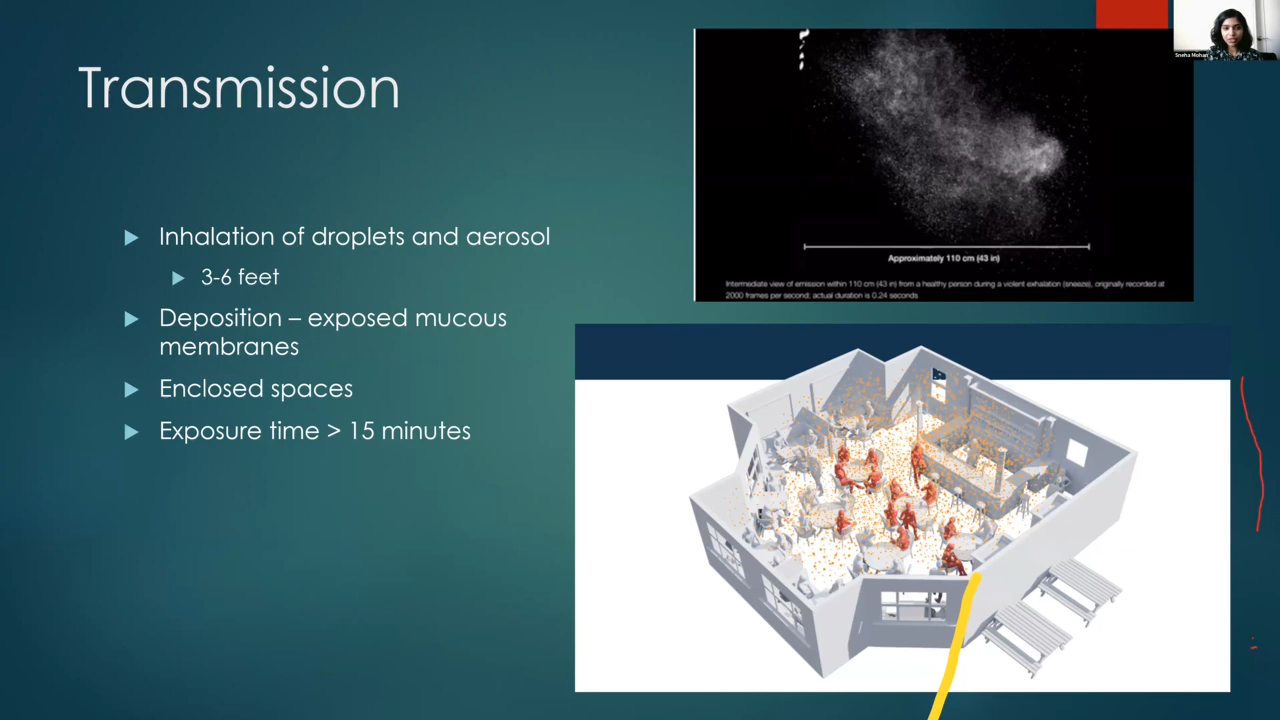 Transmission
Inhalation of droplets and aerosol
3-6 feet
Deposition – exposed mucous
membranes
Enclosed spaces
Exposure time > 15 minutes
Approximately 110 cm (43 in)
Intermediate view of emission within 110 cm (43 in) from a healthy person during a violent exhalation (sneeze), originally recorded at
2000 frames per second; actual duration is 0.24 seconds
Sneha Mohan